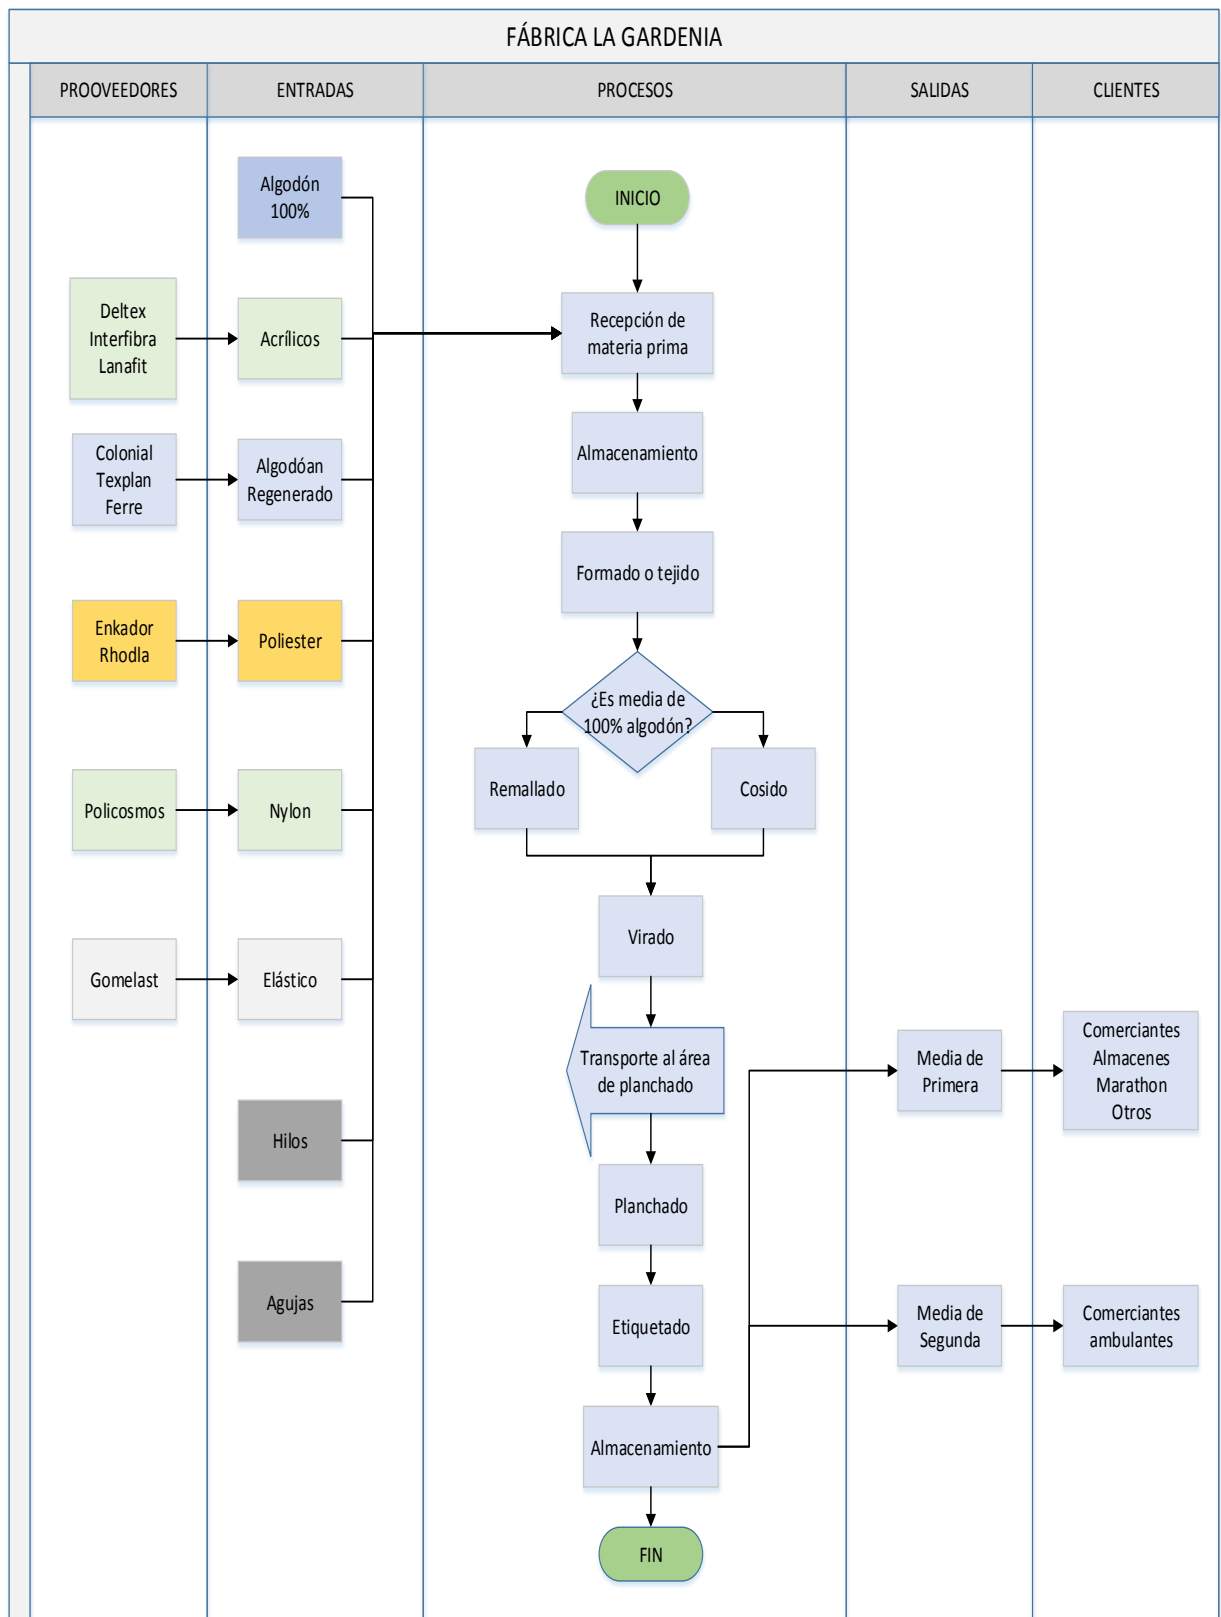 FÁBRICA LA GARDENIA
PROOVEEDORES
ENTRADAS
PROCESOS
SALIDAS
CLIENTES
Deltex
Interfibra
Lanafit
Colonial
Texplan
Ferre
Enkador
Rhodla
Policosmos
Gomelast
Algodón
100%
Acrílicos
Algodóan
Regenerado
Poliester
Nylon
Elástico
Hilos
Agujas
INICIO
Recepción de
materia prima
Almacenamiento
Formado o tejido
¿Es media de
100% algodón?
Remallado
Cosido
Virado
Transporte al área
de planchado
Planchado
Etiquetado
Almacenamiento
FIN
Media de
Primera
Media de
Segunda
Comerciantes
Almacenes
Marathon
Otros
Comerciantes
ambulantes